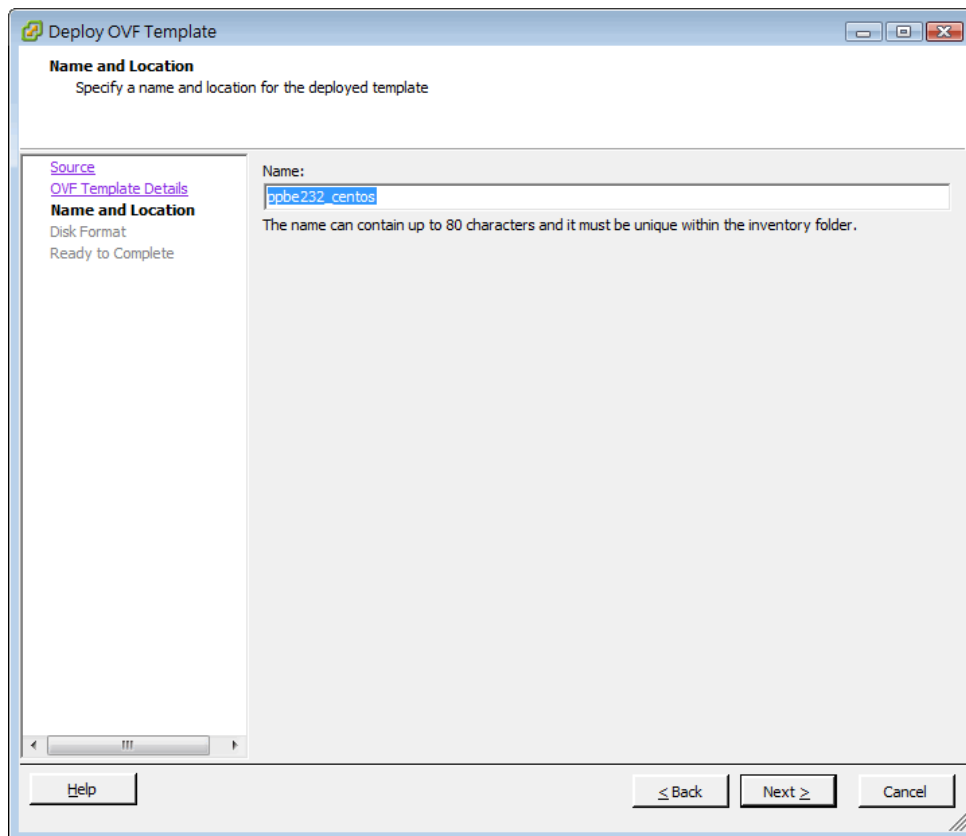 Deploy OVF Template
Name and Location
Specify a name and location for the deployed template
Source
OVF Template Details
Name and Location
Disk Format
Ready to Complete
Name:
ppbe232_centos
The name can contain up to 80 characters and it must be unique within the inventory folder.
Help
< Back
Next >
Cancel